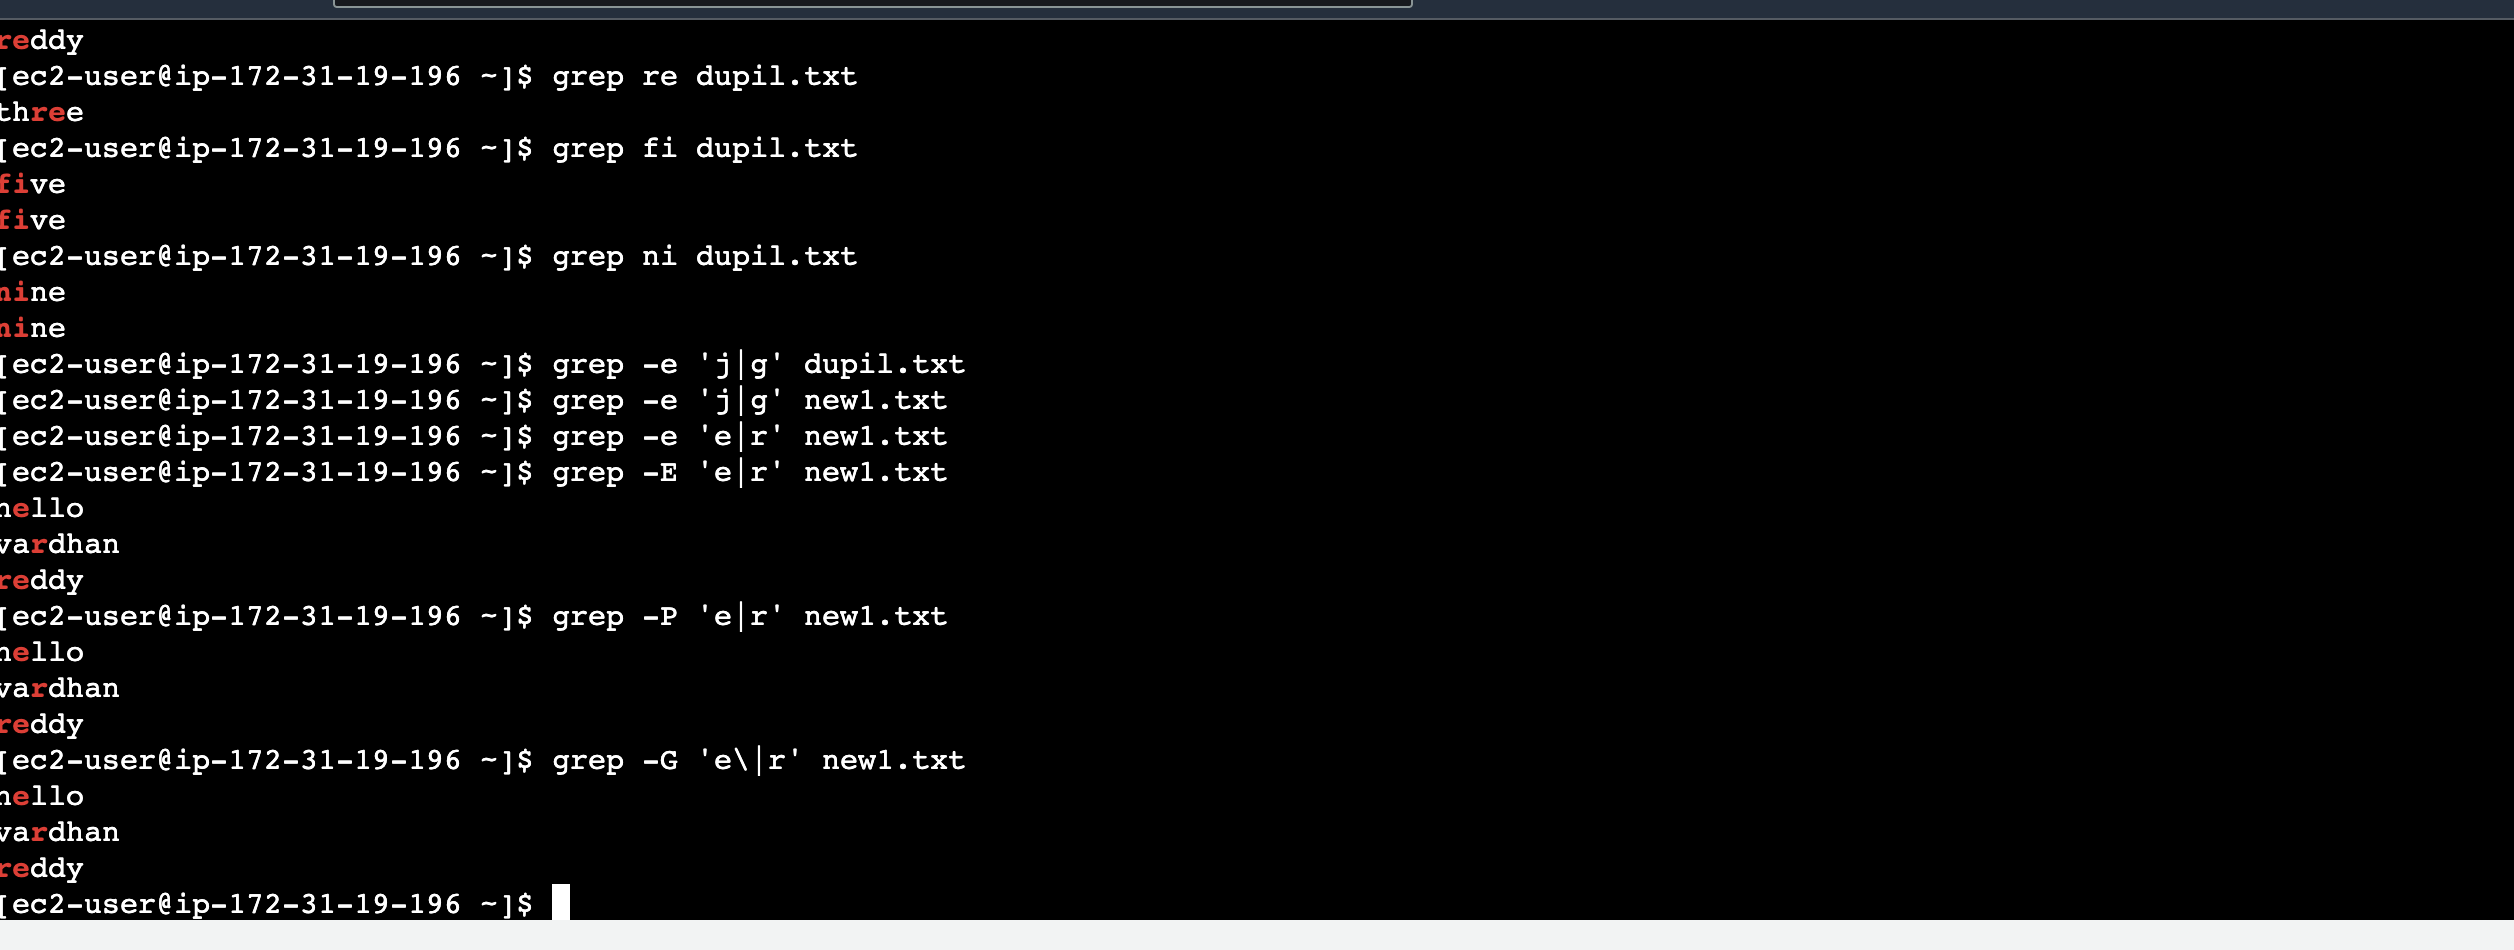 reddy
[ec2-user@ip-172-31-19-196 ~]$ grep re dupil.txt
three
[ec2-user@ip-172-31-19-196 ~]$ grep fi dupil.txt
five
five
[ec2-user@ip-172-31-19-196 ~]$ grep ni dupil.txt
nine
nine
[ec2-user@ip-172-31-19-196 ~]$ grep -e 'j|g' dupil.txt
[ec2-user@ip-172-31-19-196 ~]$ grep -e 'j|g' new1.txt
[ec2-user@ip-172-31-19-196 ~]$ grep -e 'e|r' new1.txt
[ec2-user@ip-172-31-19-196 ~]$ grep -E 'e|r' new1.txt
hello
vardhan
reddy
[ec2-user@ip-172-31-19-196 ~]$ grep -P 'e|r' new1.txt
hello
vardhan
reddy
[ec2-user@ip-172-31-19-196 ~]$ grep -G 'e\|r' new1.txt
hello
vardhan
reddy
[ec2-user@ip-172-31-19-196 ~]$